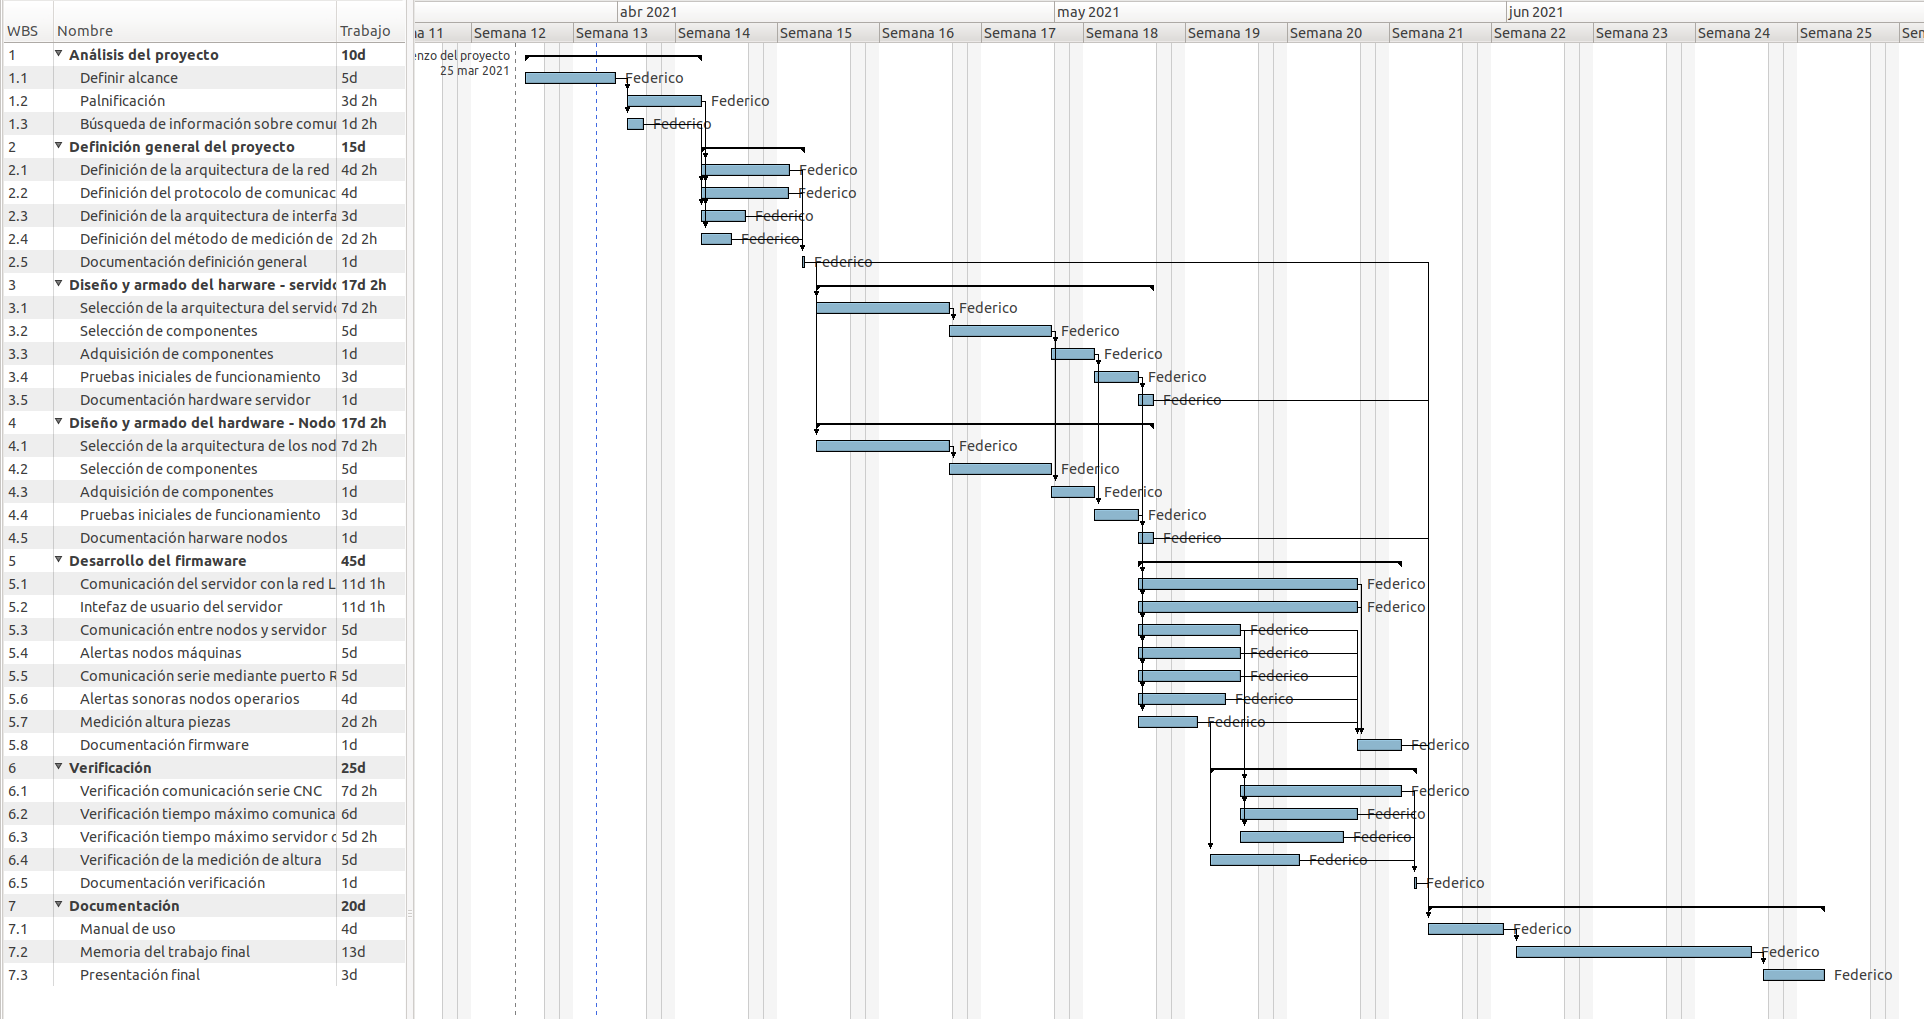 abr 2021 may 2021 jun 2021
WBS Nombre Trabajo a 11 Semana 12 Semana 13 Semana 14 Semana 15 Semana 16 Semana 17 Semana 18 Semana 19 Semana 20 Semana 21 Semana 22 Semana 23 Semana 24 Semana 25 Sem
1 Análisis del proyecto 10d nzo del proyecto
25 mar 2021
1.1 Definir alcance 5d Federico
1.2 Palnificación 3d 2h Federico
1.3 Búsqueda de información sobre comu 1d 2h Federico
2 Definición general del proyecto 15d
2.1 Definición de la arquitectura de la red 4d 2h Federico
2.2 Definición del protocolo de comunicac 4d Federico
2.3 Definición de la arquitectura de interfa 3d Federico
2.4 Definición del método de medición de 2d 2h Federico
2.5 Documentación definición general 1d Federico
3 Diseño y armado del harware - servido 17d 2h
3.1 Selección de la arquitectura del servido 7d 2h Federico
3.2 Selección de componentes 5d Federico
3.3 Adquisición de componentes 1d Federico
3.4 Pruebas iniciales de funcionamiento 3d Federico
3.5 Documentación hardware servidor 1d Federico
4 Diseño y armado del hardware - Nodo 17d 2h
4.1 Selección de la arquitectura de los nod 7d 2h Federico
4.2 Selección de componentes 5d Federico
4.3 Adquisición de componentes 1d Federico
4.4 Pruebas iniciales de funcionamiento 3d Federico
4.5 Documentación harware nodos 1d Federico
5 Desarrollo del firmaware 45d
5.1 Comunicación del servidor con la red L 11d 1h Federico
5.2 Intefaz de usuario del servidor 11d 1h Federico
5.3 Comunicación entre nodos y servidor 5d Federico
5.4 Alertas nodos máquinas 5d Federico
5.5 Comunicación serie mediante puerto R 5d Federico
5.6 Alertas sonoras nodos operarios 4d Federico
5.7 Medición altura piezas 2d 2h Federico
5.8 Documentación firmware 1d Federico
6 Verificación 25d
6.1 Verificación comunicación serie CNC 7d 2h Federico
6.2 Verificación tiempo máximo comunica 6d Federico
6.3 Verificación tiempo máximo servidor c 5d 2h Federico
6.4 Verificación de la medición de altura 5d Federico
6.5 Documentación verificación 1d Federico
7 Documentación 20d
7.1 Manual de uso 4d Federico
7.2 Memoria del trabajo final 13d Federico
7.3 Presentación final 3d Federico